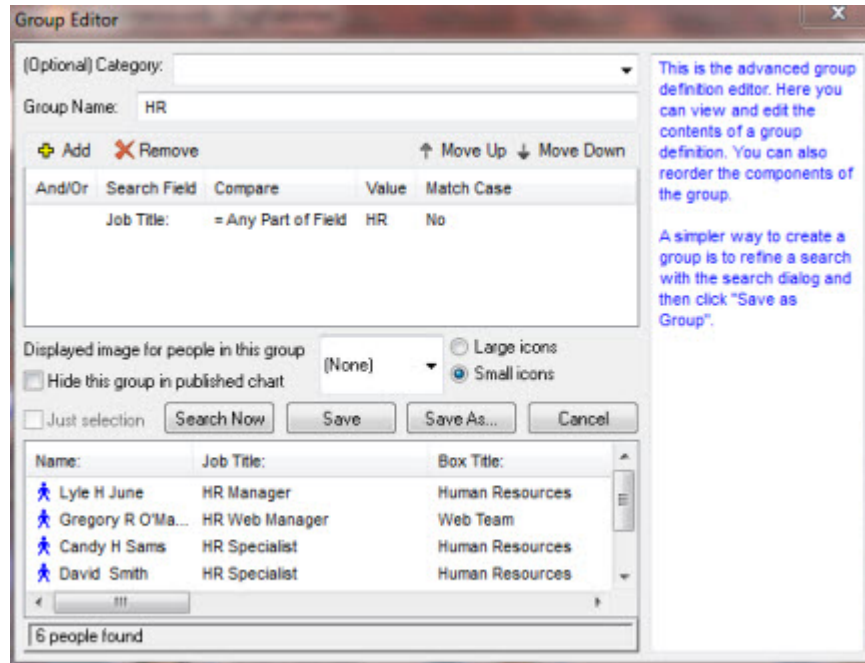 Group Editor
(Optional) Category:
Group Name: HR
Add Remove Move Up Move Down
And/Or Search Field Compare Value Match Case
Job Title: = Any Part of Field HR No
Displayed image for people in this group
(None)
Large icons
Small icons
Hide this group in published chart
Just selection Search Now Save Save As... Cancel
Name: Job Title: Box Title:
Lyle H June HR Manager Human Resources
Gregory R O'Ma... HR Web Manager Web Team
Candy H Sams HR Specialist Human Resources
David Smith HR Specialist Human Resources
6 people found
This is the advanced group
definition editor. Here you
can view and edit the
contents of a group
definition. You can also
reorder the components of
the group.
A simpler way to create a
group is to refine a search
with the search dialog and
then click "Save as
Group".